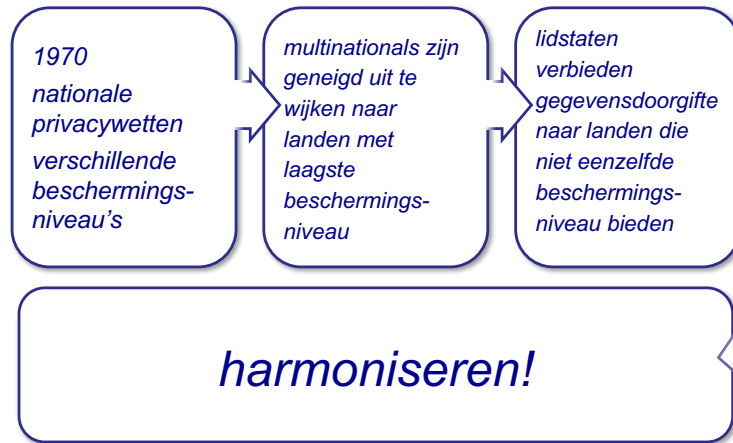 1970
nationale
privacywetten
verschillende
beschermings-
niveau’s
multinationals zijn
geneigd uit te
wijken naar
landen met
laagste
beschermings-
niveau
lidstaten
verbieden
gegevensdoorgifte
naar landen die
niet eenzelfde
beschermings-
niveau bieden
harmoniseren!